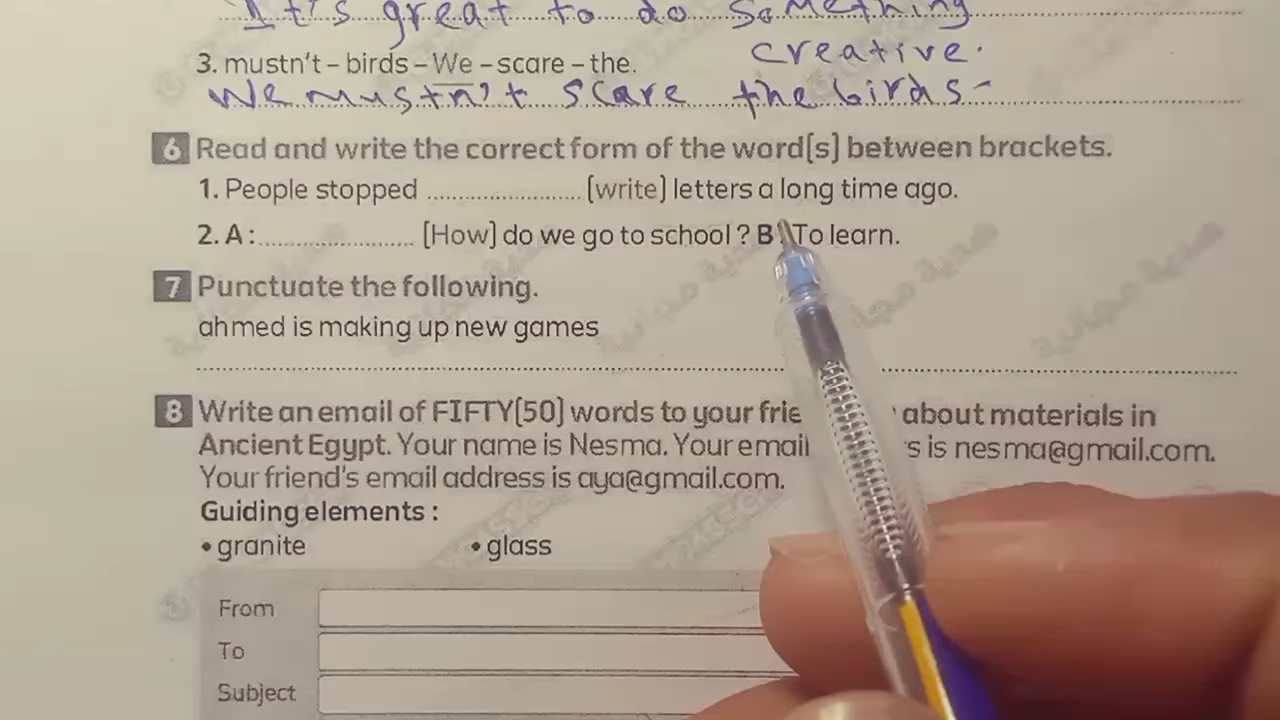 It's great to do something
creative.
3. mustn't – birds – We – scare – the.
We mustn't scare the birds-
6 Read and write the correct form of the word[s] between brackets.
1. People stopped ........................ [write] letters a long time ago.
2. A :........................ [How] do we go to school ? B : To learn.
7 Punctuate the following.
ahmed is making up new games
8 Write an email of FIFTY[50] words to your about materials in
Ancient Egypt. Your name is Nesma. Your email is nesma@gmail.com.
Your friend's email address is aya@gmail.com.
Guiding elements :
• granite • glass
From
To
Subject